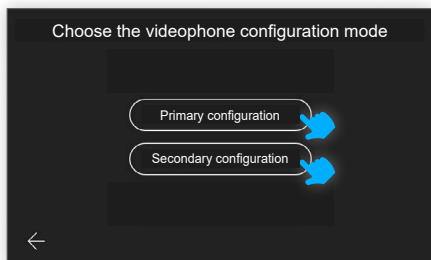 Choose the videophone configuration mode
Primary configuration
Secondary configuration